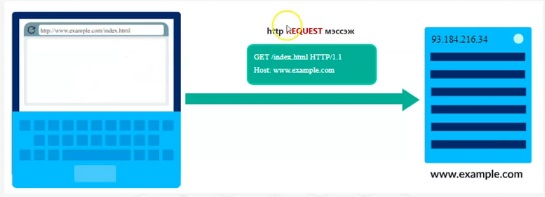 http://www.example.com/index.html
http REQUEST мэссэж
GET /index.html HTTP/1.1
Host: www.example.com
93.184.216.34
www.example.com